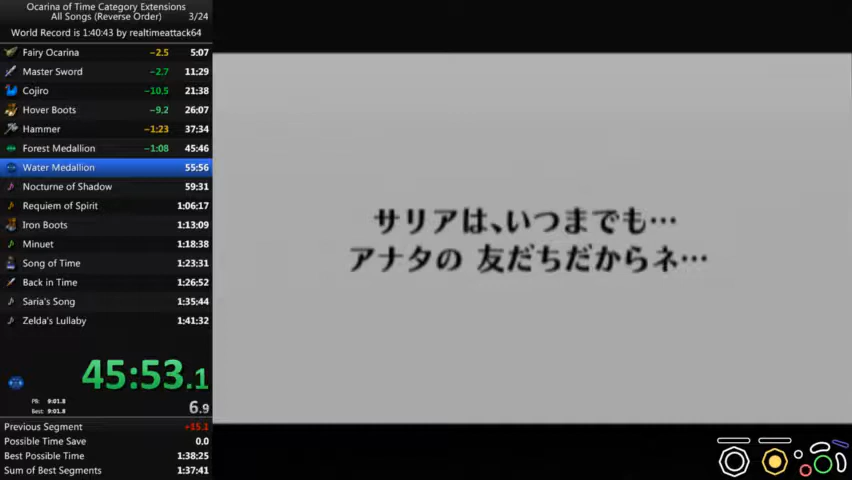 Ocarina of Time Category Extensions
All Songs (Reverse Order) 3/24
World Record is 1:40:43 by realtimeattack64
Fairy Ocarina −2.5 5:07
Master Sword −2.7 11:29
Cojiro −10.5 21:38
Hover Boots −9.2 26:07
Hammer −1:23 37:34
Forest Medallion −1:08 45:46
Water Medallion 55:56
Nocturne of Shadow 59:31
Requiem of Spirit 1:06:17
Iron Boots 1:13:09
Minuet 1:18:38
Song of Time 1:23:31
Back in Time 1:26:52
Saria's Song 1:35:44
Zelda's Lullaby 1:41:32
45:53.1
PB: 9:01.8
Best: 9:01.8
6.9
Previous Segment +15.1
Possible Time Save 0.0
Best Possible Time 1:38:25
Sum of Best Segments 1:37:41
サリアは、いつまでも…
アナタの 友だちだからネ…